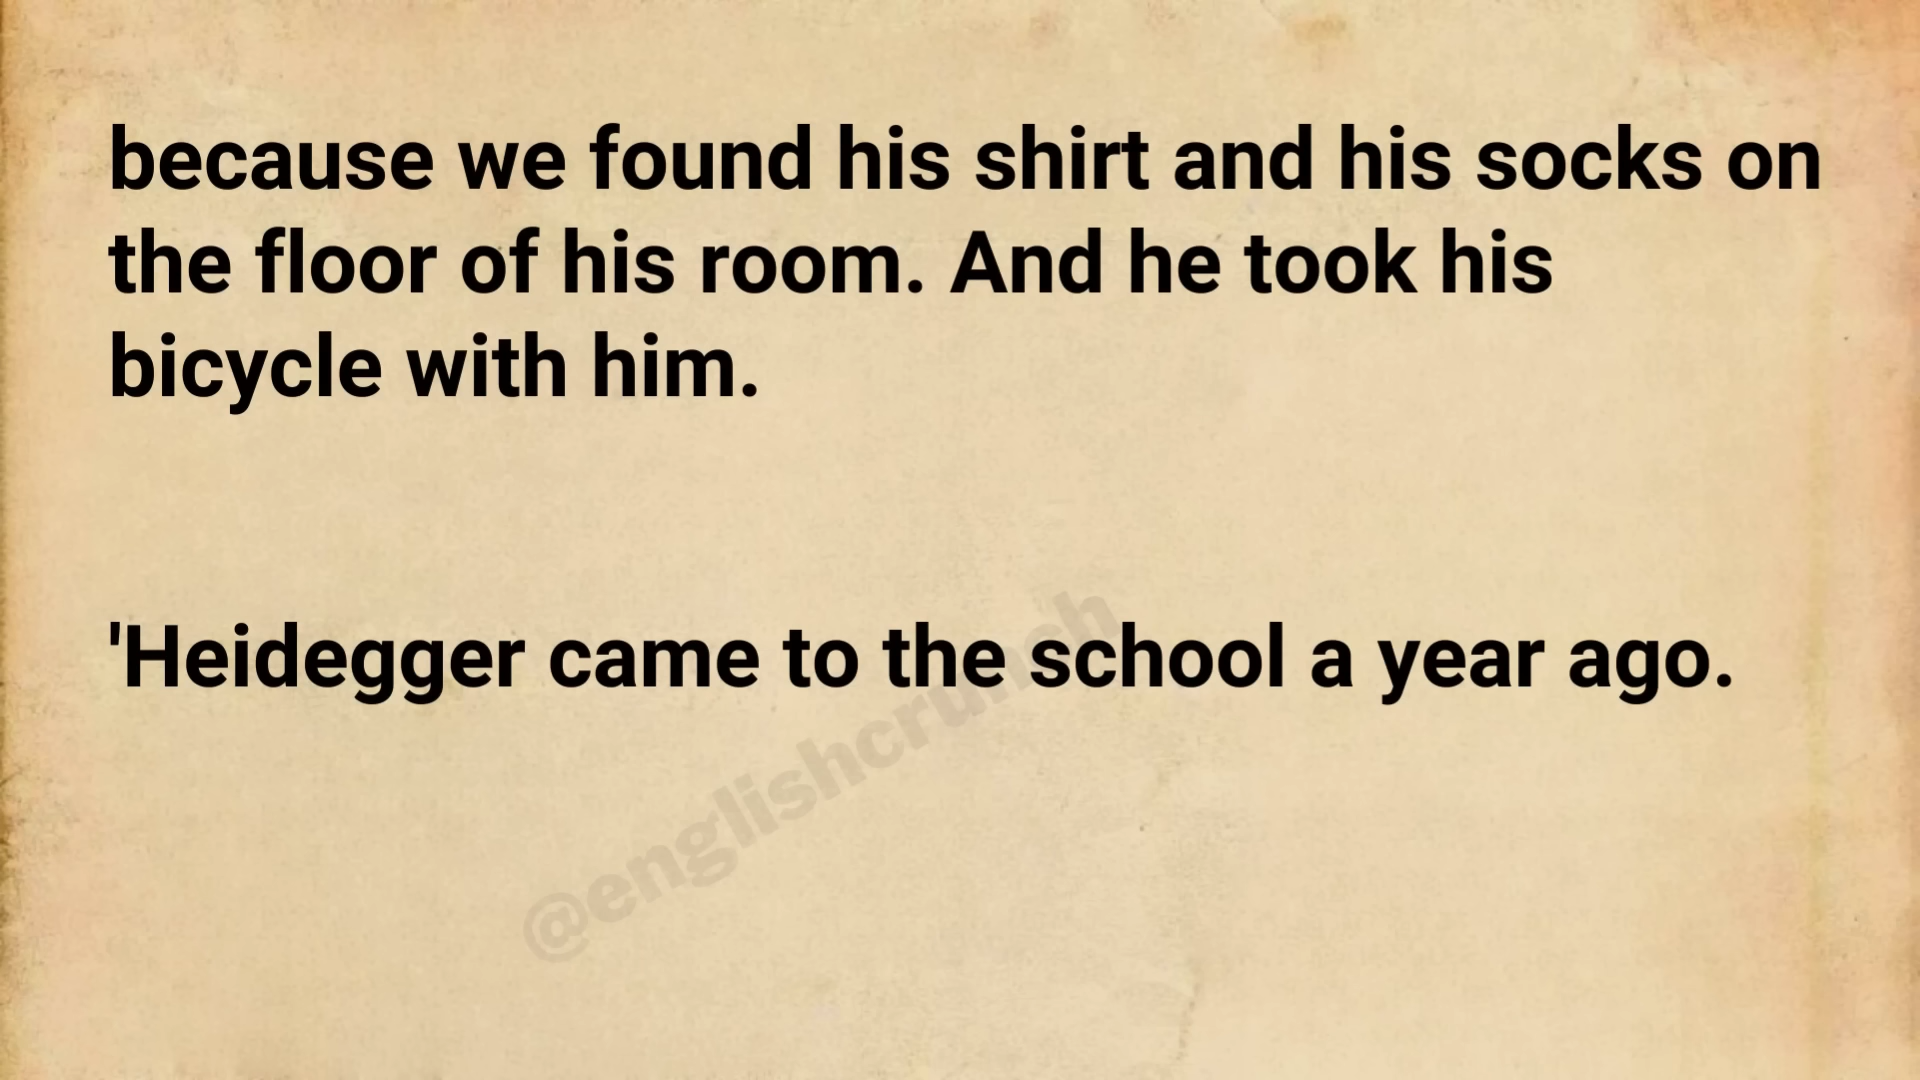 because we found his shirt and his socks on
the floor of his room. And he took his
bicycle with him.
'Heidegger came to the school a year ago.
@englishcrunch